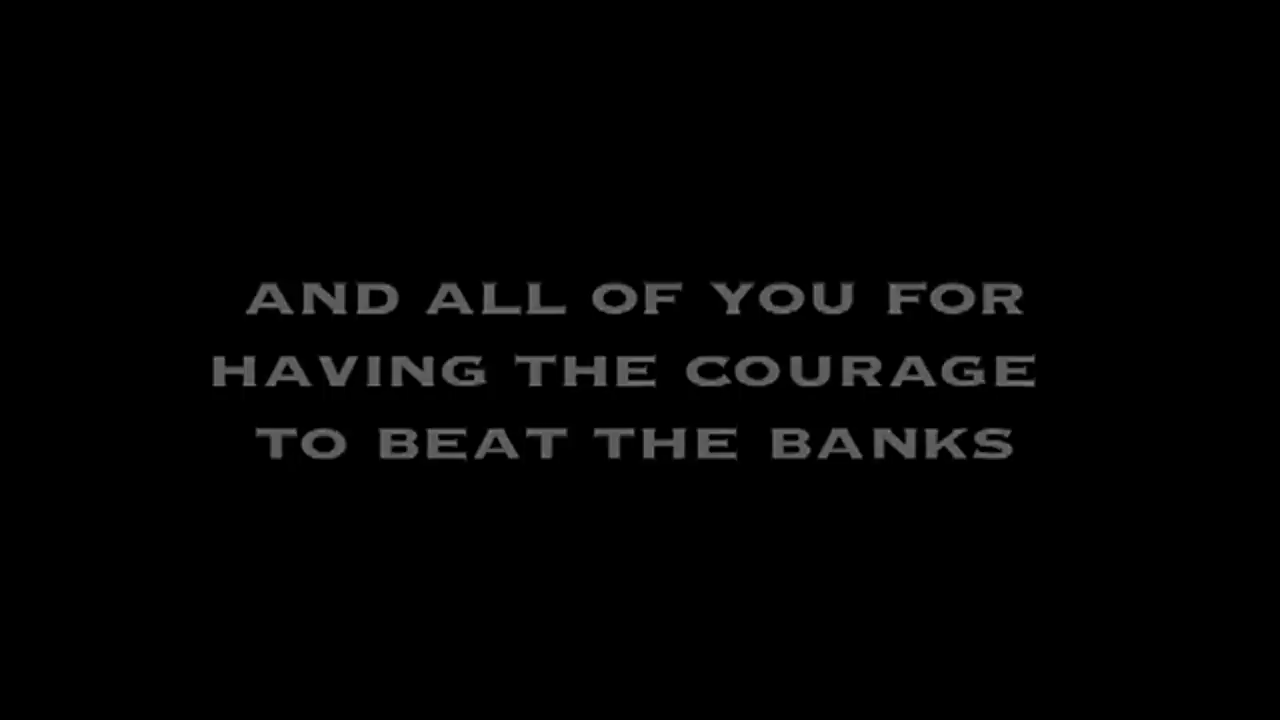 AND ALL OF YOU FOR
HAVING THE COURAGE
TO BEAT THE BANKS